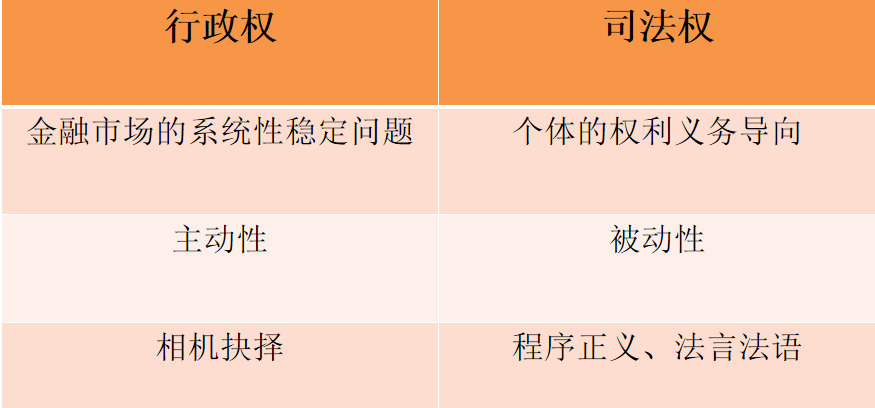 行政权
司法权
金融市场的系统性稳定问题
个体的权利义务导向
主动性
被动性
相机抉择
程序正义、法言法语